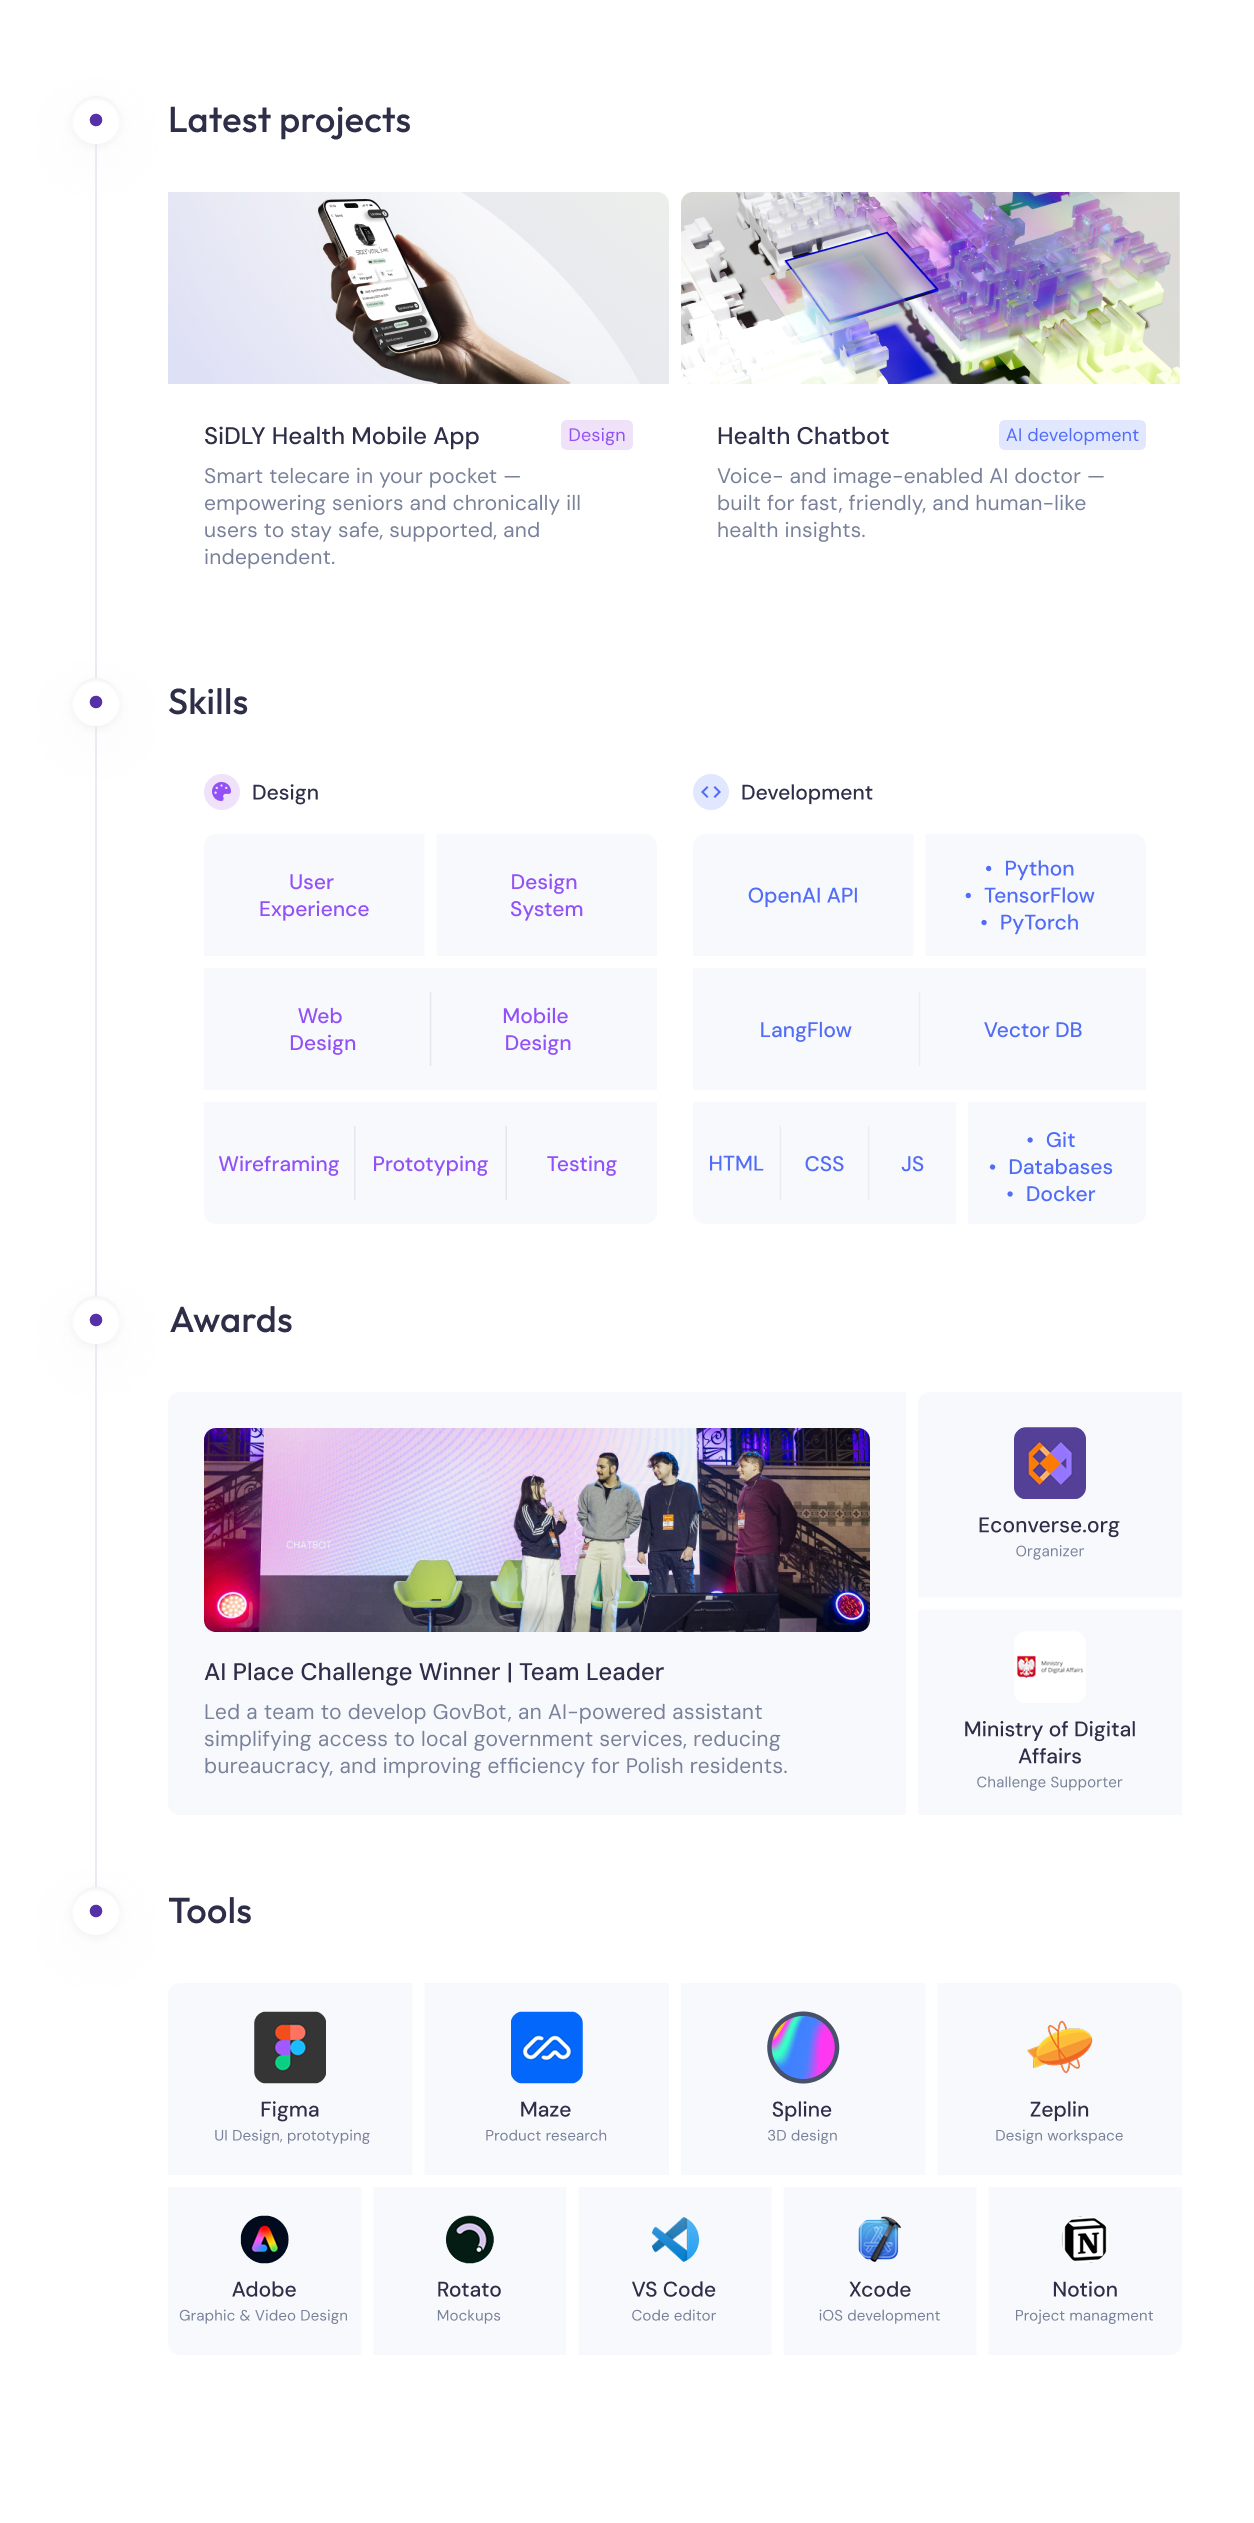 Latest projects
SiDLY Health Mobile App
Design
Smart telecare in your pocket —
empowering seniors and chronically ill
users to stay safe, supported, and
independent.
Health Chatbot
AI development
Voice- and image-enabled AI doctor —
built for fast, friendly, and human-like
health insights.
Skills
Design
User
Experience
Design
System
Web
Design
Mobile
Design
Wireframing
Prototyping
Testing
Development
OpenAI API
• Python
• TensorFlow
• PyTorch
LangFlow
Vector DB
HTML
CSS
JS
• Git
• Databases
• Docker
Awards
CHATBOT
AI Place Challenge Winner | Team Leader
Led a team to develop GovBot, an AI-powered assistant
simplifying access to local government services, reducing
bureaucracy, and improving efficiency for Polish residents.
Econverse.org
Organizer
Ministry
of Digital Affairs
Ministry of Digital
Affairs
Challenge Supporter
Tools
Figma
UI Design, prototyping
Maze
Product research
Spline
3D design
Zeplin
Design workspace
Adobe
Graphic & Video Design
Rotato
Mockups
VS Code
Code editor
Xcode
iOS development
N
Notion
Project managment